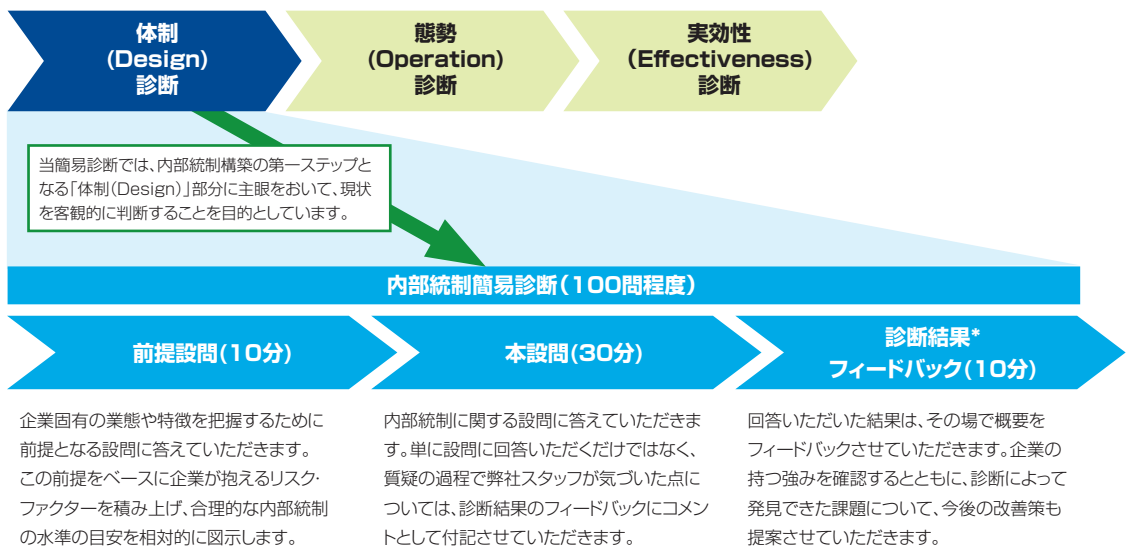 体制
(Design)
診断
態勢
(Operation)
診断
実効性
(Effectiveness)
診断
当簡易診断では、内部統制構築の第一ステップと
なる「体制(Design)」部分に主眼をおいて、現状
を客観的に判断することを目的としています。
内部統制簡易診断(100問程度)
前提設問(10分)
本設問(30分)
診断結果*
フィードバック(10分)
企業固有の業態や特徴を把握するために
前提となる設問に答えていただきます。
この前提をベースに企業が抱えるリスク・
ファクターを積み上げ、合理的な内部統制
の水準の目安を相対的に図示します。
内部統制に関する設問に答えていただきま
す。単に設問に回答いただくだけではなく、
質疑の過程で弊社スタッフが気づいた点に
ついては、診断結果のフィードバックにコメン
トとして付記させていただきます。
回答いただいた結果は、その場で概要を
フィードバックさせていただきます。企業の
持つ強みを確認するとともに、診断によって
発見できた課題について、今後の改善策も
提案させていただきます。